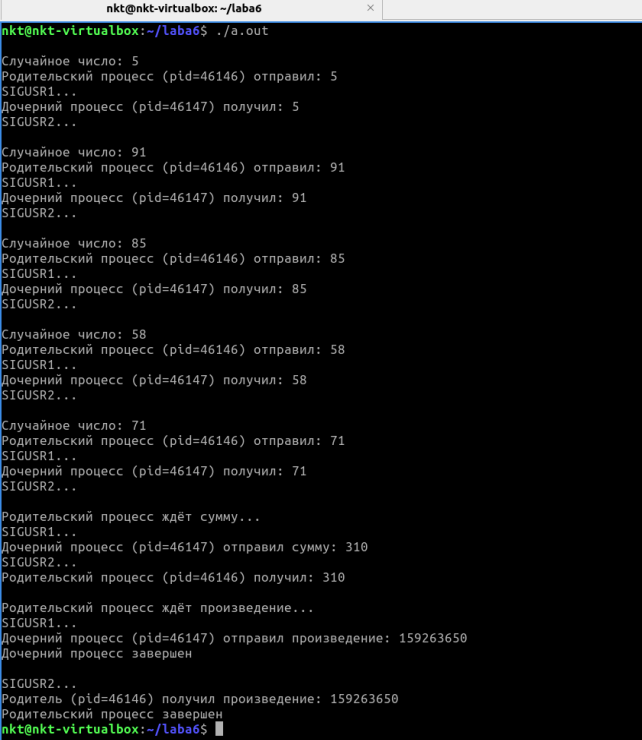 nkt@nkt-virtualbox: ~/laba6 ×
nkt@nkt-virtualbox:~/laba6$ ./a.out
Случайное число: 5
Родительский процесс (pid=46146) отправил: 5
SIGUSR1...
Дочерний процесс (pid=46147) получил: 5
SIGUSR2...
Случайное число: 91
Родительский процесс (pid=46146) отправил: 91
SIGUSR1...
Дочерний процесс (pid=46147) получил: 91
SIGUSR2...
Случайное число: 85
Родительский процесс (pid=46146) отправил: 85
SIGUSR1...
Дочерний процесс (pid=46147) получил: 85
SIGUSR2...
Случайное число: 58
Родительский процесс (pid=46146) отправил: 58
SIGUSR1...
Дочерний процесс (pid=46147) получил: 58
SIGUSR2...
Случайное число: 71
Родительский процесс (pid=46146) отправил: 71
SIGUSR1...
Дочерний процесс (pid=46147) получил: 71
SIGUSR2...
Родительский процесс ждёт сумму...
SIGUSR1...
Дочерний процесс (pid=46147) отправил сумму: 310
SIGUSR2...
Родительский процесс (pid=46146) получил: 310
Родительский процесс ждёт произведение...
SIGUSR1...
Дочерний процесс (pid=46147) отправил произведение: 159263650
Дочерний процесс завершен
SIGUSR2...
Родитель (pid=46146) получил произведение: 159263650
Родительский процесс завершен
nkt@nkt-virtualbox:~/laba6$